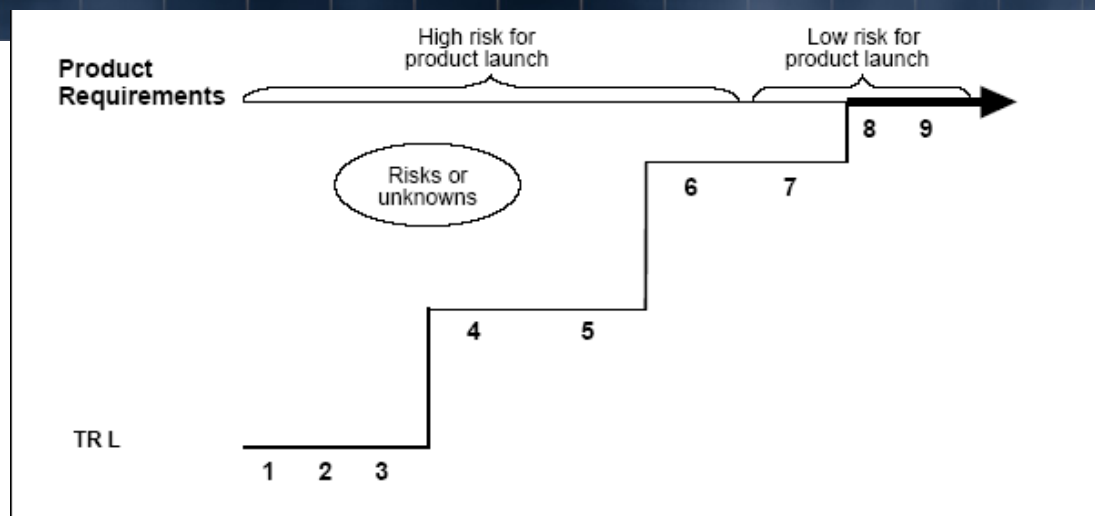 High risk for
product launch
Low risk for
product launch
Product
Requirements
8 9
Risks or
unknowns
6 7
4 5
TR L
1 2 3